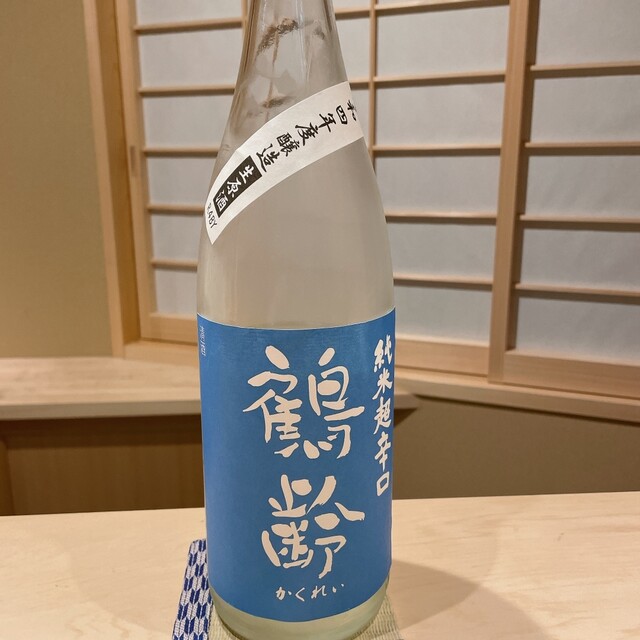 和四年度醸造
生原酒
4BY
純米超辛口
鶴齢
かくれい